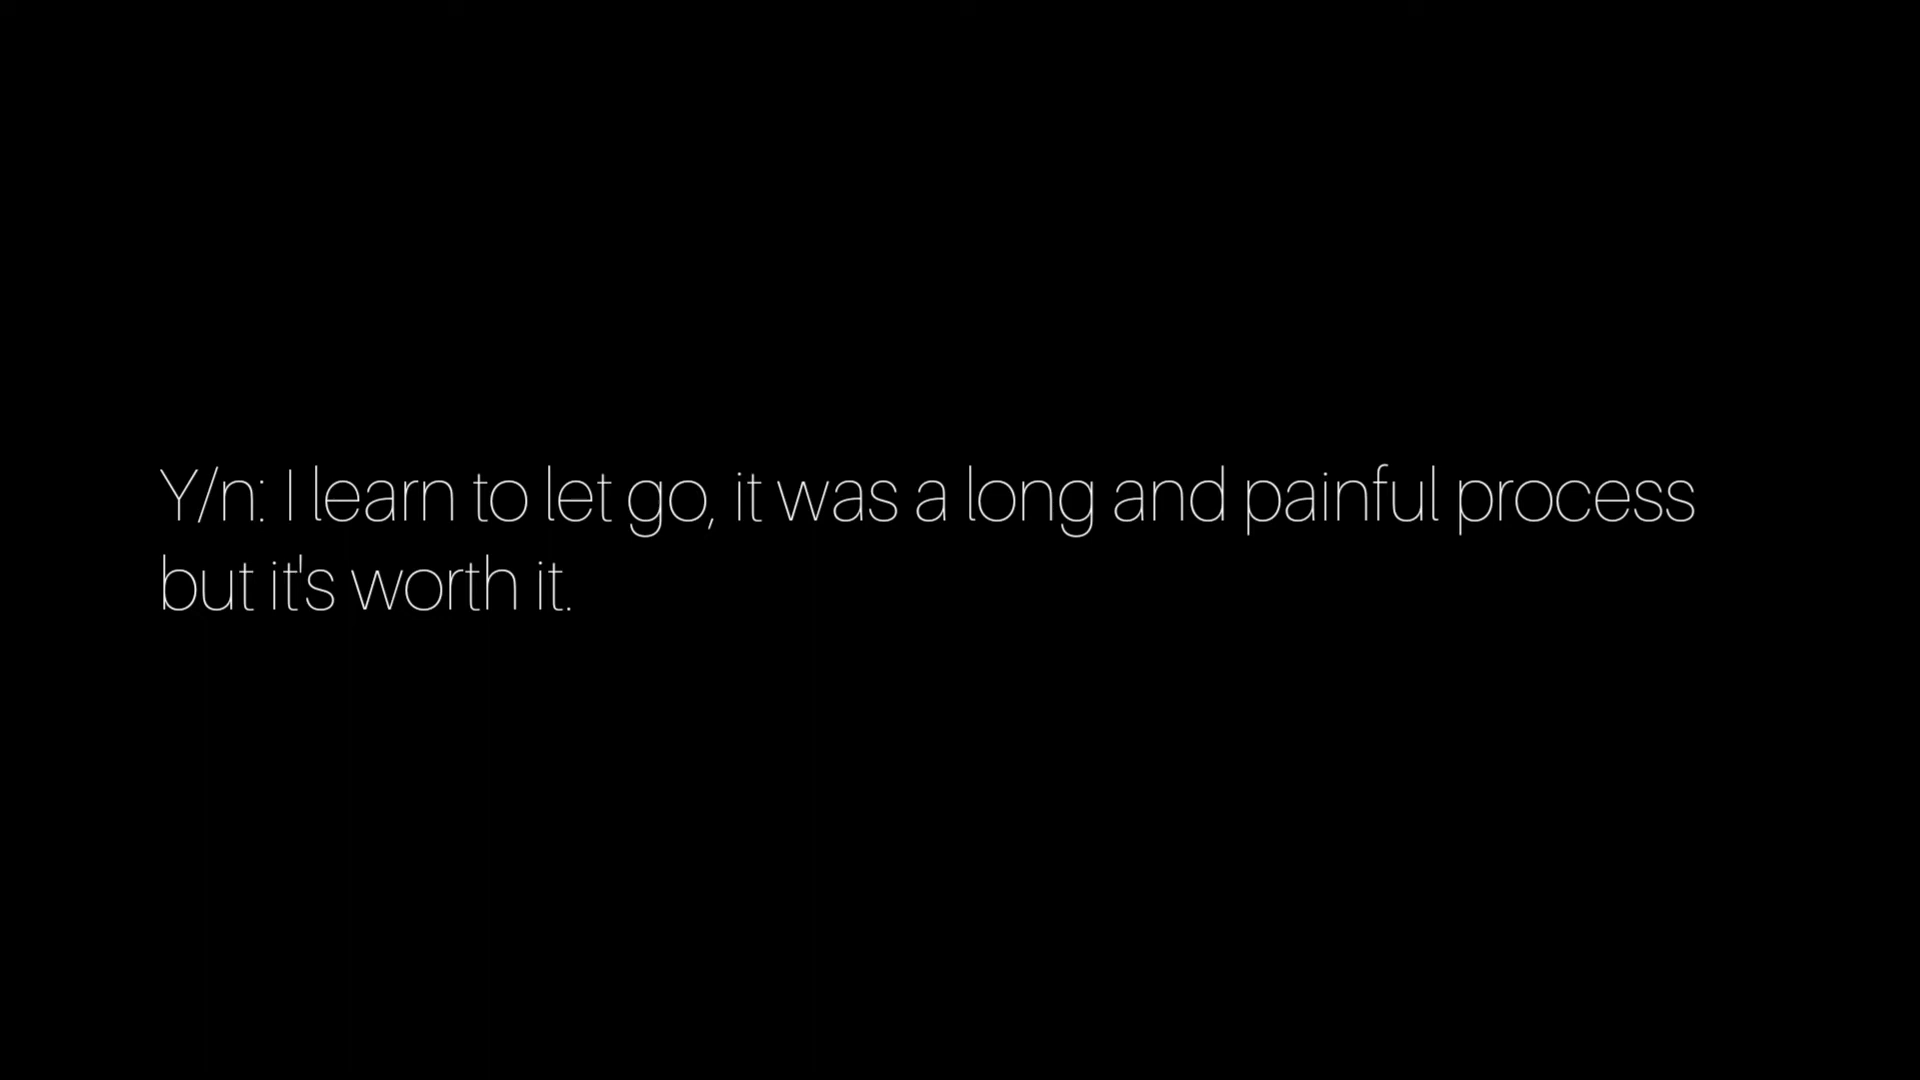 Y/n: I learn to let go, it was a long and painful process
but it's worth it.